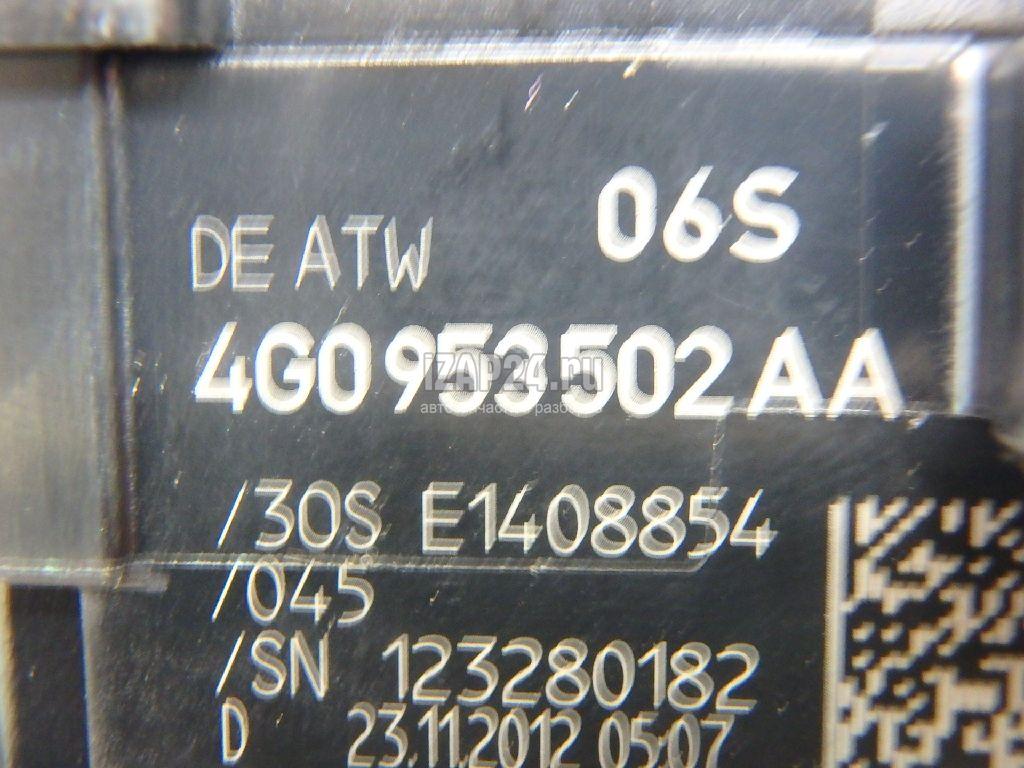 06S
DE ATW
4G0953502AA
iZAP24.ru
/30S E1408854
/045
/SN 123280182
D 23.11.2012 05:07